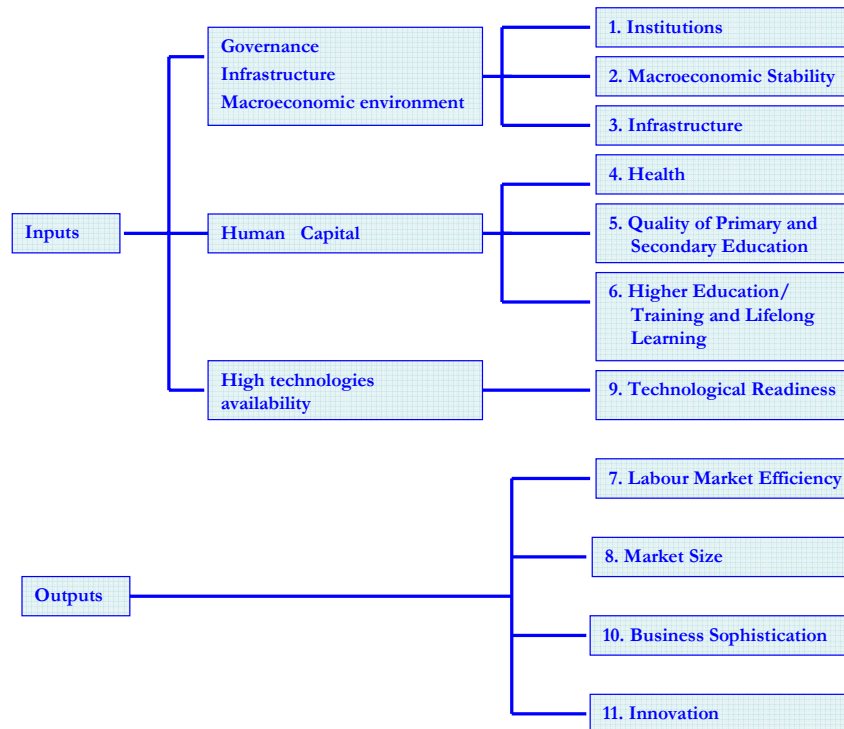 Inputs
Governance
Infrastructure
Macroeconomic environment
1. Institutions
2. Macroeconomic Stability
3. Infrastructure
Human Capital
4. Health
5. Quality of Primary and
Secondary Education
6. Higher Education/
Training and Lifelong
Learning
High technologies
availability
9. Technological Readiness
Outputs
7. Labour Market Efficiency
8. Market Size
10. Business Sophistication
11. Innovation